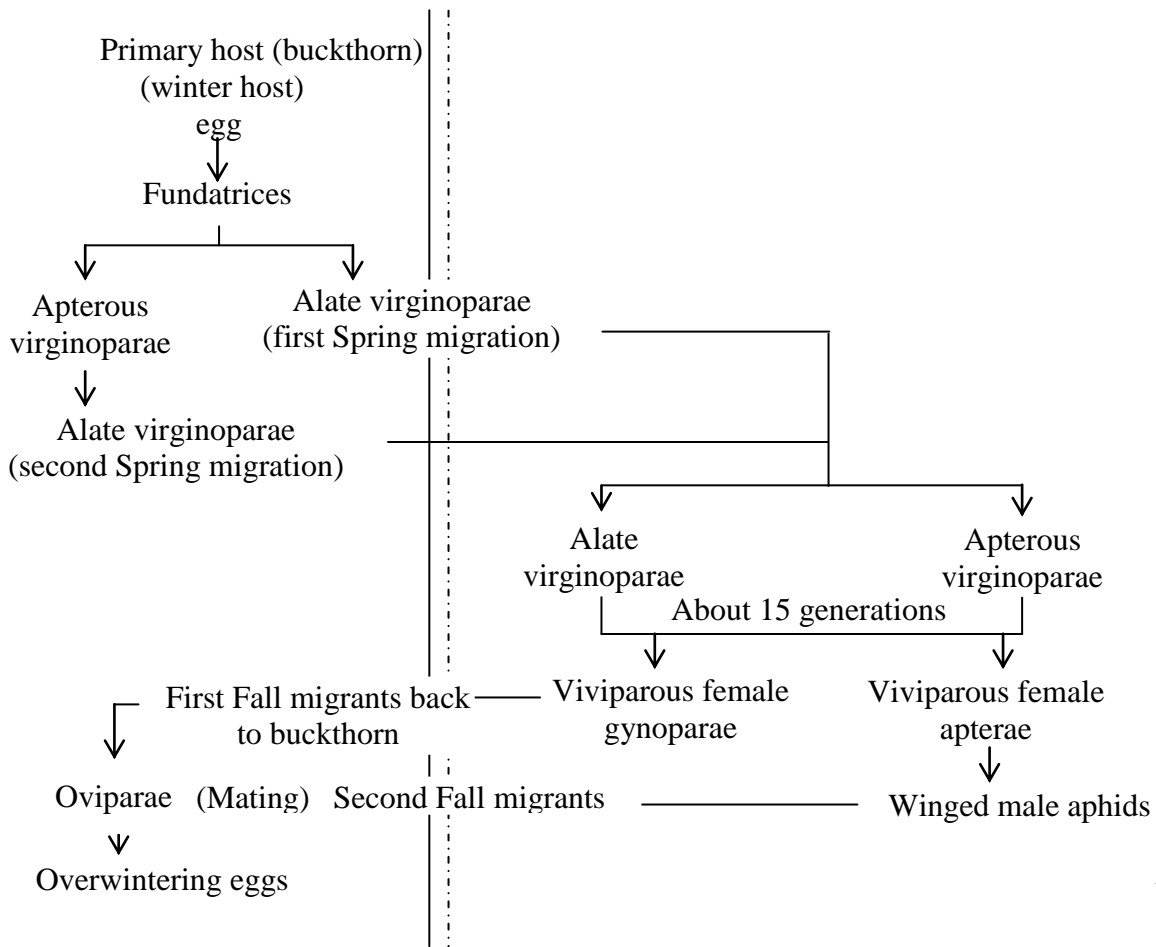 Primary host (buckthorn)
(winter host)
egg
Fundatrices
Apterous
virginoparae
Alate virginoparae
(first Spring migration)
Alate virginoparae
(second Spring migration)
Alate
virginoparae
Apterous
virginoparae
About 15 generations
First Fall migrants back
to buckthorn
Viviparous female
gynoparae
Viviparous female
apterae
Oviparae (Mating) Second Fall migrants
Winged male aphids
Overwintering eggs